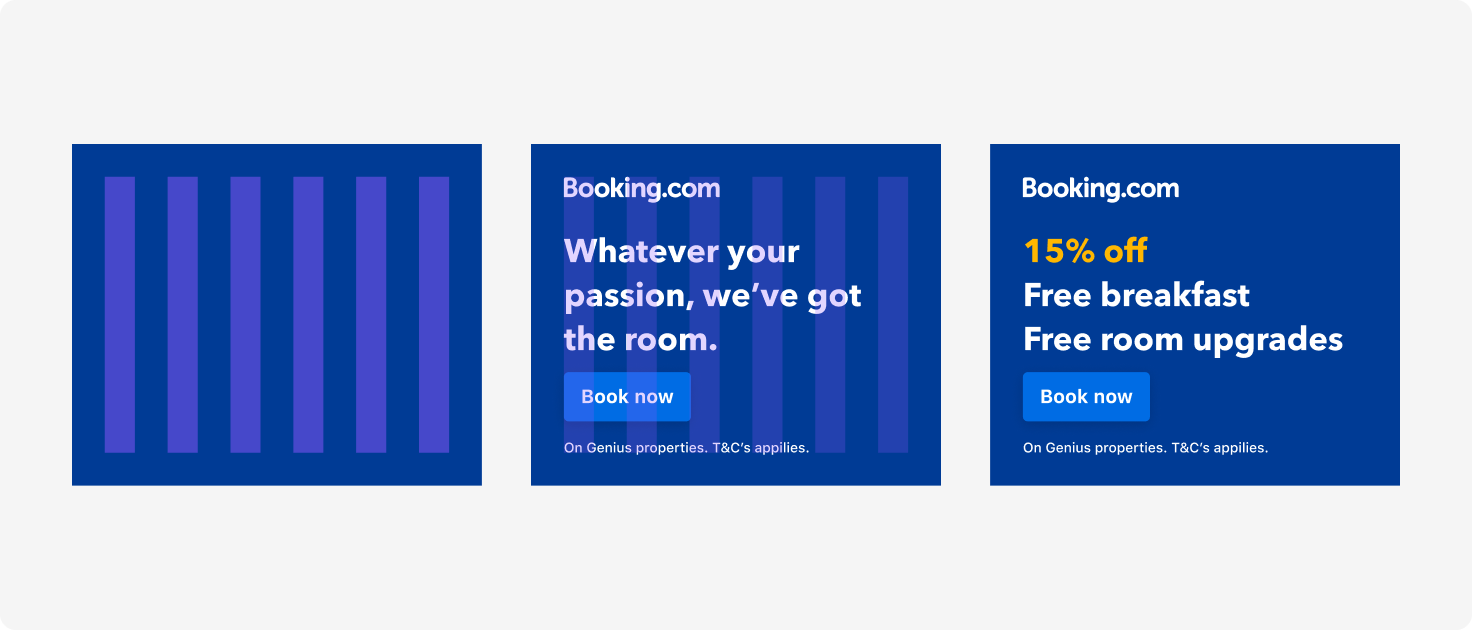 Booking.com
Whatever your
passion, we’ve got
the room.
Book now
On Genius properties. T&C’s appilies.
Booking.com
15% off
Free breakfast
Free room upgrades
Book now
On Genius properties. T&C’s appilies.